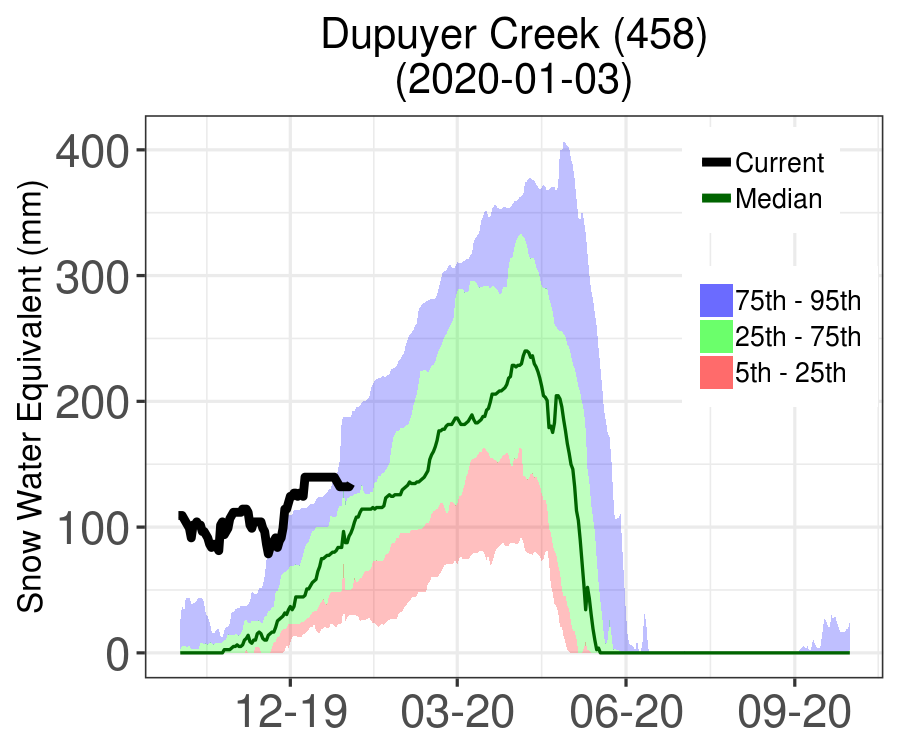 Dupuyer Creek (458)
(2020-01-03)
Snow Water Equivalent (mm)
400
300
200
100
0
12-19
03-20
06-20
09-20
Current
Median
75th - 95th
25th - 75th
5th - 25th